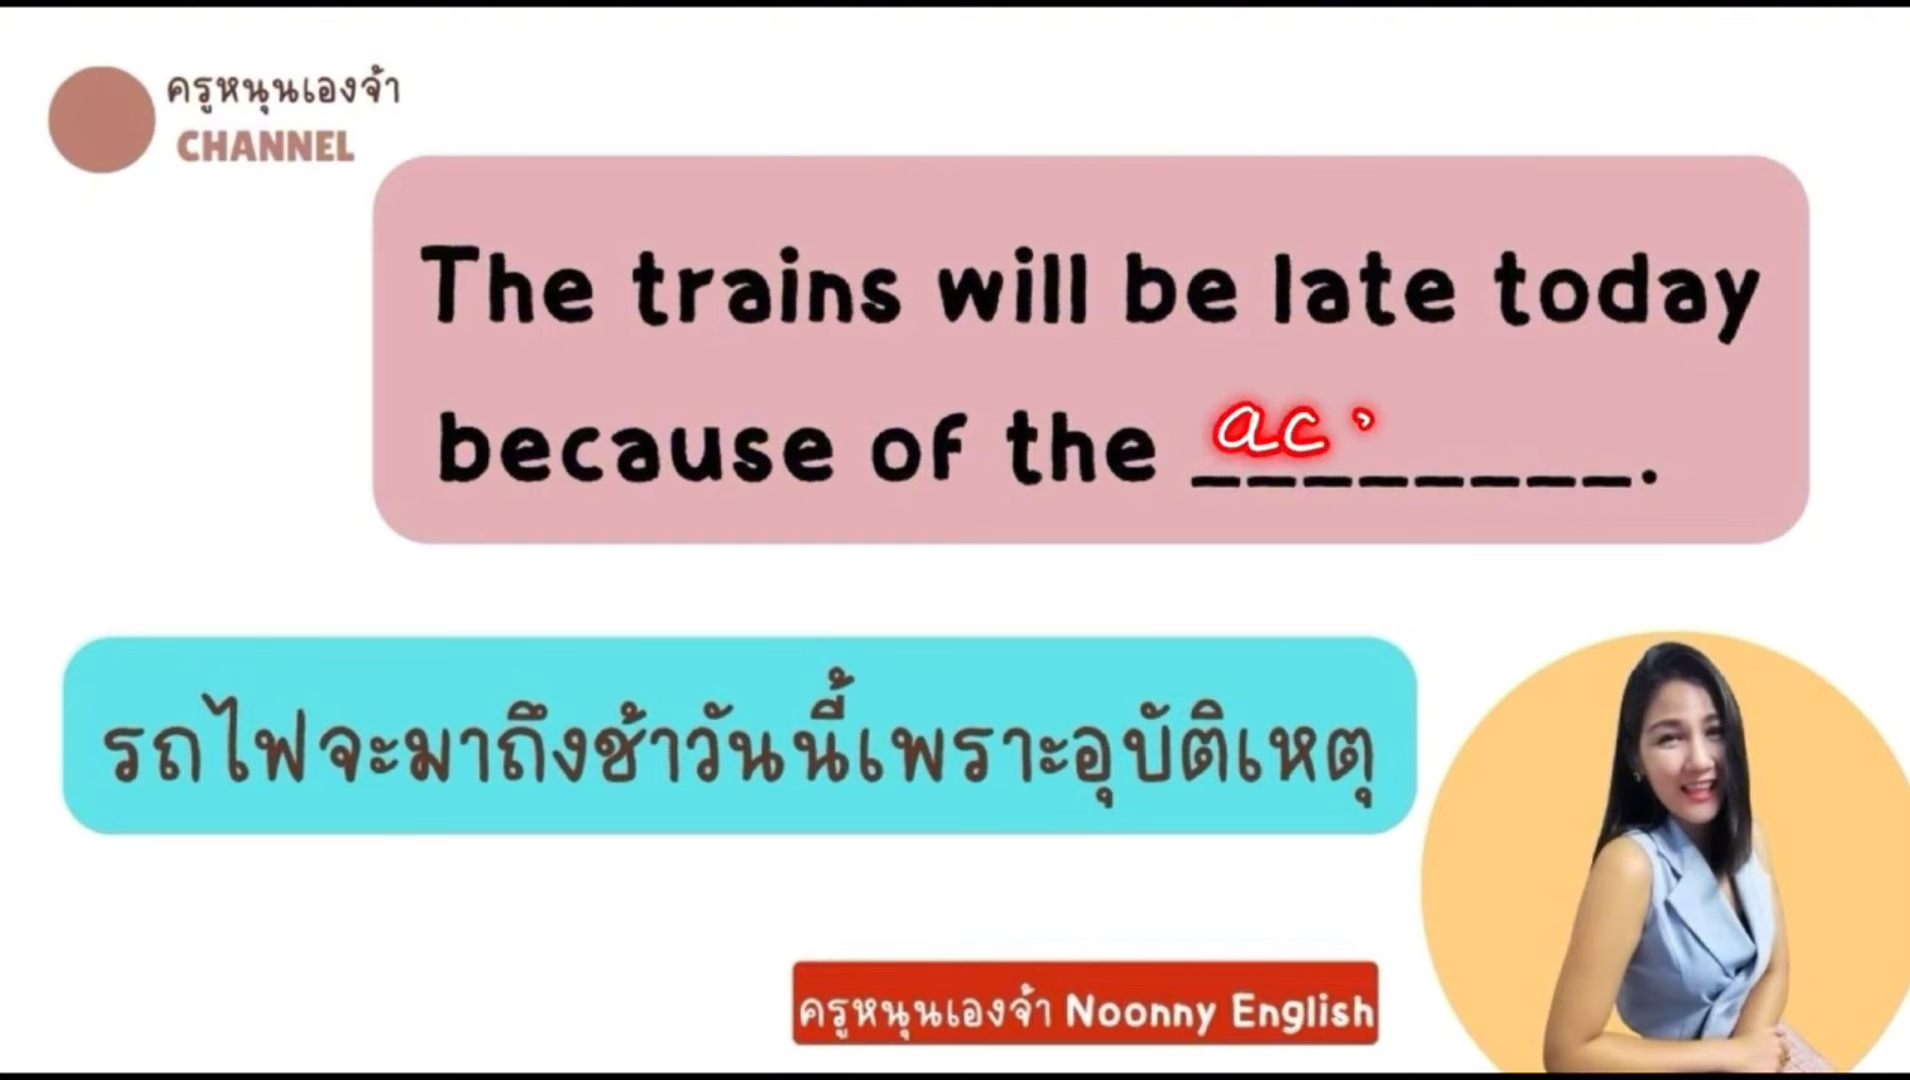 ครูหนุนเองจ้า
CHANNEL
The trains will be late today
because of the ac________.
รถไฟจะมาถึงช้าวันนี้เพราะอุบัติเหตุ
ครูหนุนเองจ้า Noonny English